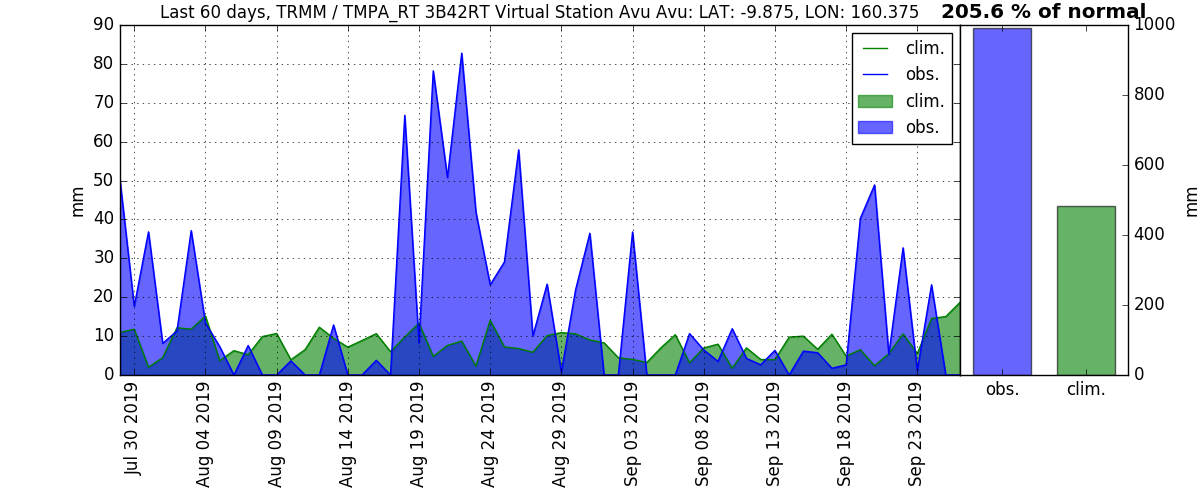 Last 60 days, TRMM / TMPA_RT 3B42RT Virtual Station Avu Avu: LAT: -9.875, LON: 160.375
205.6 % of normal
90
80
70
60
50
40
30
20
10
0
mm
clim.
obs.
clim.
obs.
1000
800
600
400
200
0
mm
Jul 30 2019
Aug 04 2019
Aug 09 2019
Aug 14 2019
Aug 19 2019
Aug 24 2019
Aug 29 2019
Sep 03 2019
Sep 08 2019
Sep 13 2019
Sep 18 2019
Sep 23 2019
obs.
clim.